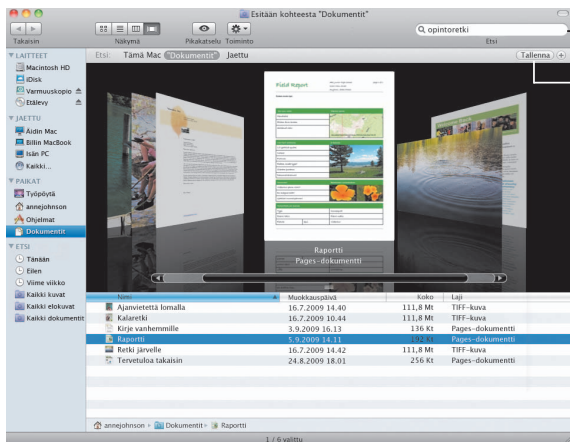 Etsitään kohteesta "Dokumentit"
opintoretki
Takaisin Näkymä Pikakatselu Toiminto Etsi
Etsi: Tämä Mac "Dokumentit" Jaettu Tallenna
LAITTEET
Macintosh HD
iDisk
Varmuuskopio
Etälevy
JAETTU
Äidin Mac
Billin MacBook
Isän PC
Kaikki...
PAIKAT
Työpöytä
annejohnson
Ohjelmat
Dokumentit
ETSI
Tänään
Eilen
Viime viikko
Kaikki kuvat
Kaikki elokuvat
Kaikki dokumentit
Field Report
Raportti
Pages-dokumentti
Nimi Muokkauspäivä Koko Laji
Ajanvietettä lomalla 16.7.2009 14.40 111,8 Mt TIFF-kuva
Kalaretki 16.7.2009 10.44 111,8 Mt TIFF-kuva
Kirje vanhemmille 3.9.2009 16.13 136 Kt Pages-dokumentti
Raportti 5.9.2009 14.11 192 Kt Pages-dokumentti
Retki järvelle 16.7.2009 14.42 111,8 Mt TIFF-kuva
Tervetuloa takaisin 24.8.2009 18.01 256 Kt Pages-dokumentti
annejohnson Dokumentit Raportti
1 / 6 valittu